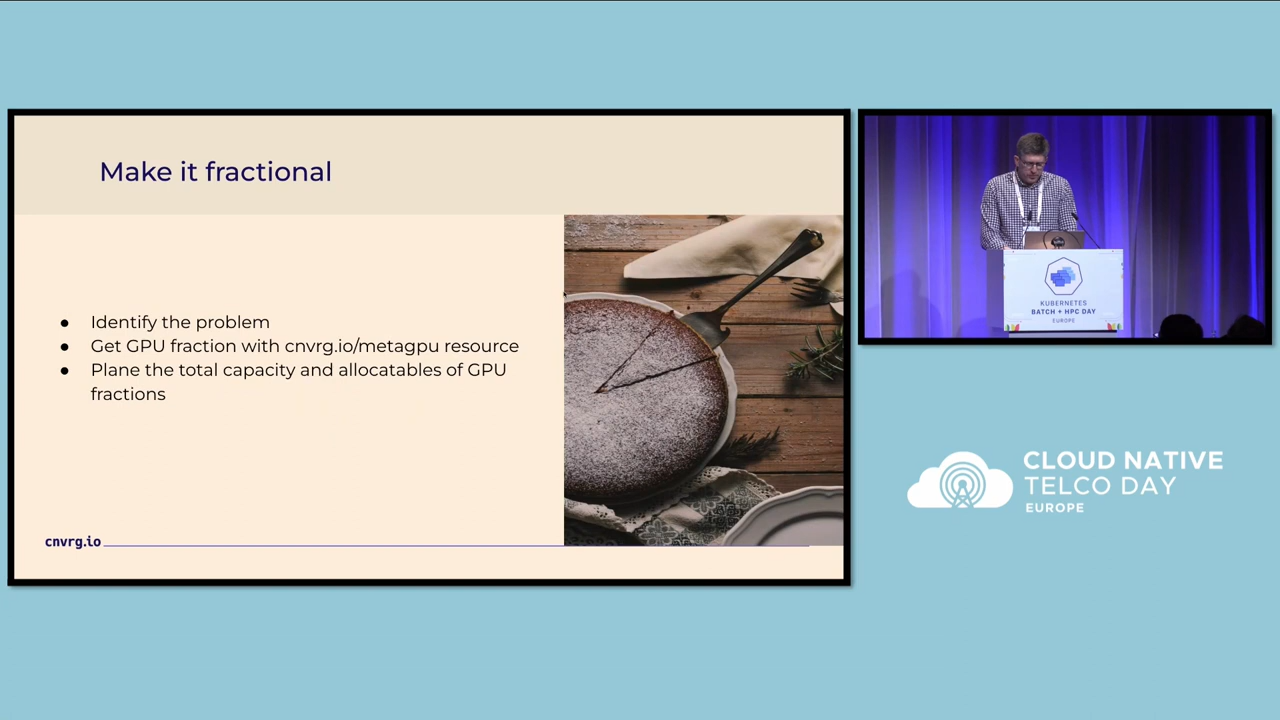 Make it fractional
● Identify the problem
● Get GPU fraction with cnvrg.io/metagpu resource
● Plane the total capacity and allocatables of GPU
fractions
cnvrg.io
KUBERNETES
BATCH + HPC DAY
EUROPE
CLOUD NATIVE
TELCO DAY
EUROPE